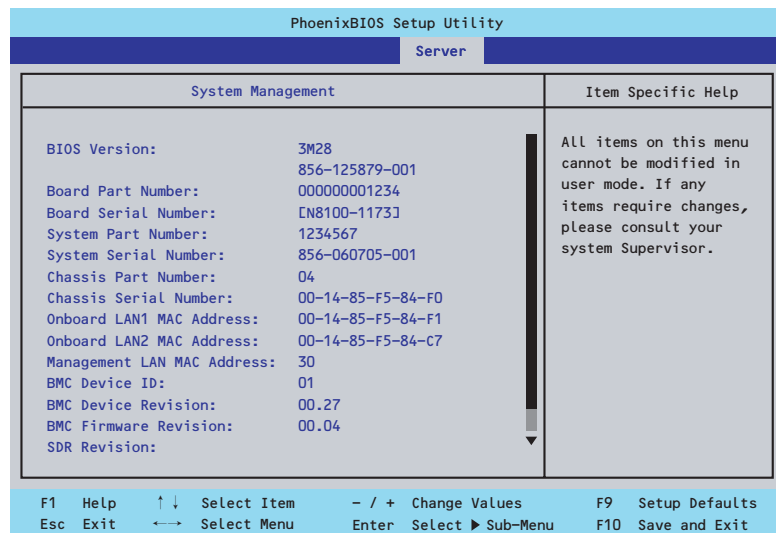 PhoenixBIOS Setup Utility
Server
System Management
Item Specific Help
BIOS Version: 3M28
856-125879-001
Board Part Number: 000000001234
Board Serial Number: [N8100-1173]
System Part Number: 1234567
System Serial Number: 856-060705-001
Chassis Part Number: 04
Chassis Serial Number: 00-14-85-F5-84-F0
Onboard LAN1 MAC Address: 00-14-85-F5-84-F1
Onboard LAN2 MAC Address: 00-14-85-F5-84-C7
Management LAN MAC Address: 30
BMC Device ID: 01
BMC Device Revision: 00.27
BMC Firmware Revision: 00.04
SDR Revision:
All items on this menu
cannot be modified in
user mode. If any
items require changes,
please consult your
system Supervisor.
F1 Help ↑↓ Select Item - / + Change Values F9 Setup Defaults
Esc Exit ←→ Select Menu Enter Select ▶ Sub-Menu F10 Save and Exit